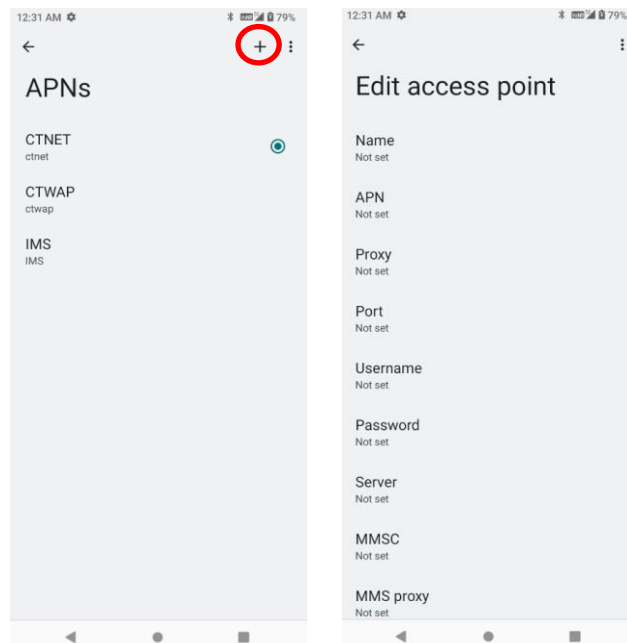 12:31 AM 79%
APNs
CTNET
ctnet
CTWAP
ctwap
IMS
IMS
12:31 AM 79%
Edit access point
Name
Not set
APN
Not set
Proxy
Not set
Port
Not set
Username
Not set
Password
Not set
Server
Not set
MMSC
Not set
MMS proxy
Not set